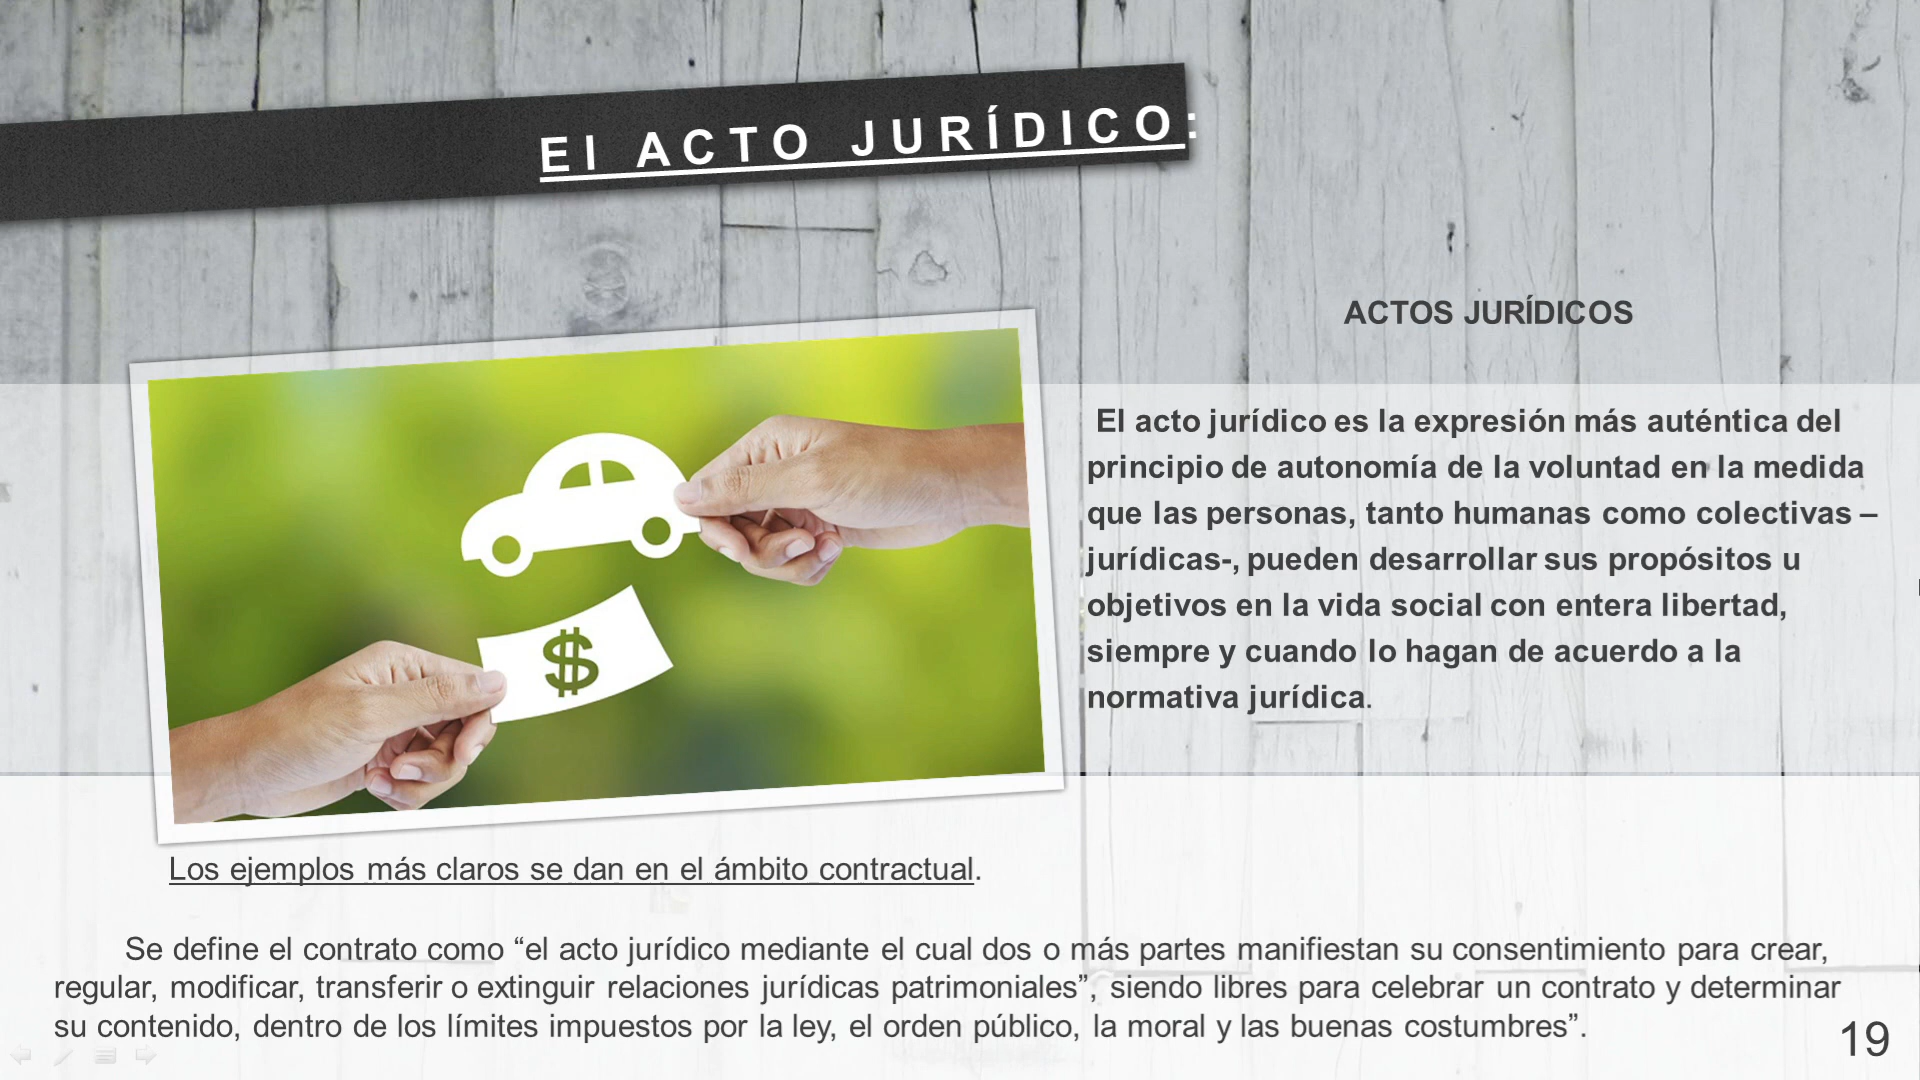 El ACTO JURÍDICO:
ACTOS JURÍDICOS
El acto jurídico es la expresión más auténtica del
principio de autonomía de la voluntad en la medida
que las personas, tanto humanas como colectivas –
jurídicas-, pueden desarrollar sus propósitos u
objetivos en la vida social con entera libertad,
siempre y cuando lo hagan de acuerdo a la
normativa jurídica.
$
Los ejemplos más claros se dan en el ámbito contractual.
Se define el contrato como “el acto jurídico mediante el cual dos o más partes manifiestan su consentimiento para crear,
regular, modificar, transferir o extinguir relaciones jurídicas patrimoniales”, siendo libres para celebrar un contrato y determinar
su contenido, dentro de los límites impuestos por la ley, el orden público, la moral y las buenas costumbres”.
19